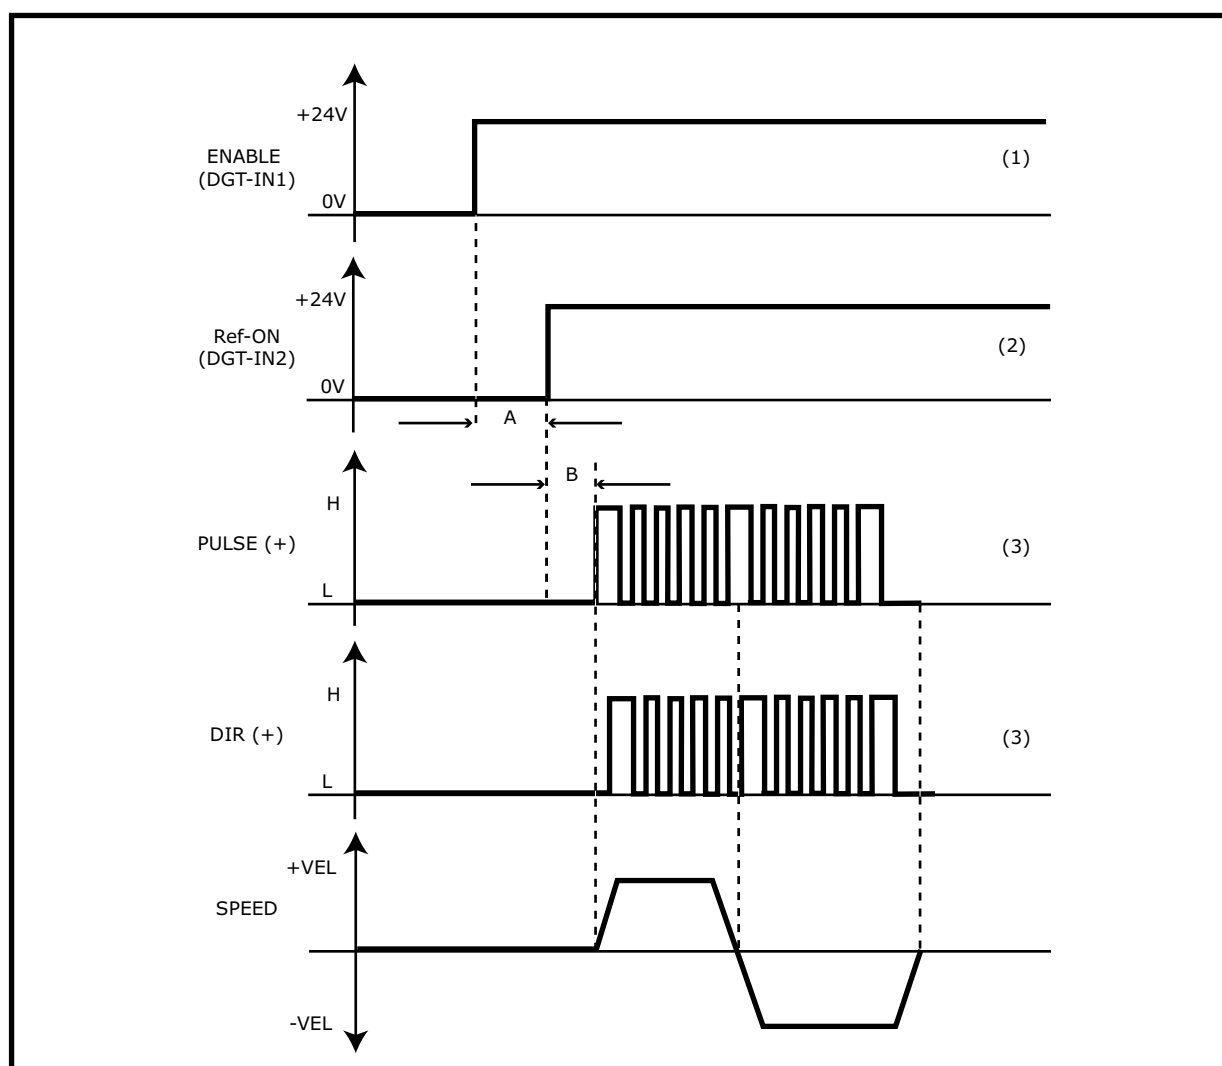 +24V
ENABLE
(DGT-IN1)
(1)
0V
+24V
Ref-ON
(DGT-IN2)
(2)
0V
A
B
H
PULSE (+)
(3)
L
H
DIR (+)
(3)
L
+VEL
SPEED
-VEL